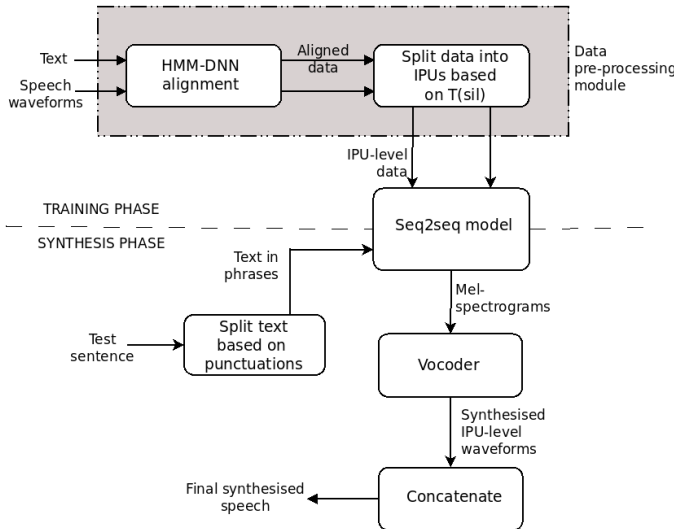 Text
Speech
waveforms
HMM-DNN
alignment
Aligned
data
Split data into
IPUs based
on T(sil)
Data
pre-processing
module
IPU-level
data
TRAINING PHASE
SYNTHESIS PHASE
Seq2seq model
Text in
phrases
Mel-
spectrograms
Test
sentence
Split text
based on
punctuations
Vocoder
Synthesised
IPU-level
waveforms
Concatenate
Final synthesised
speech